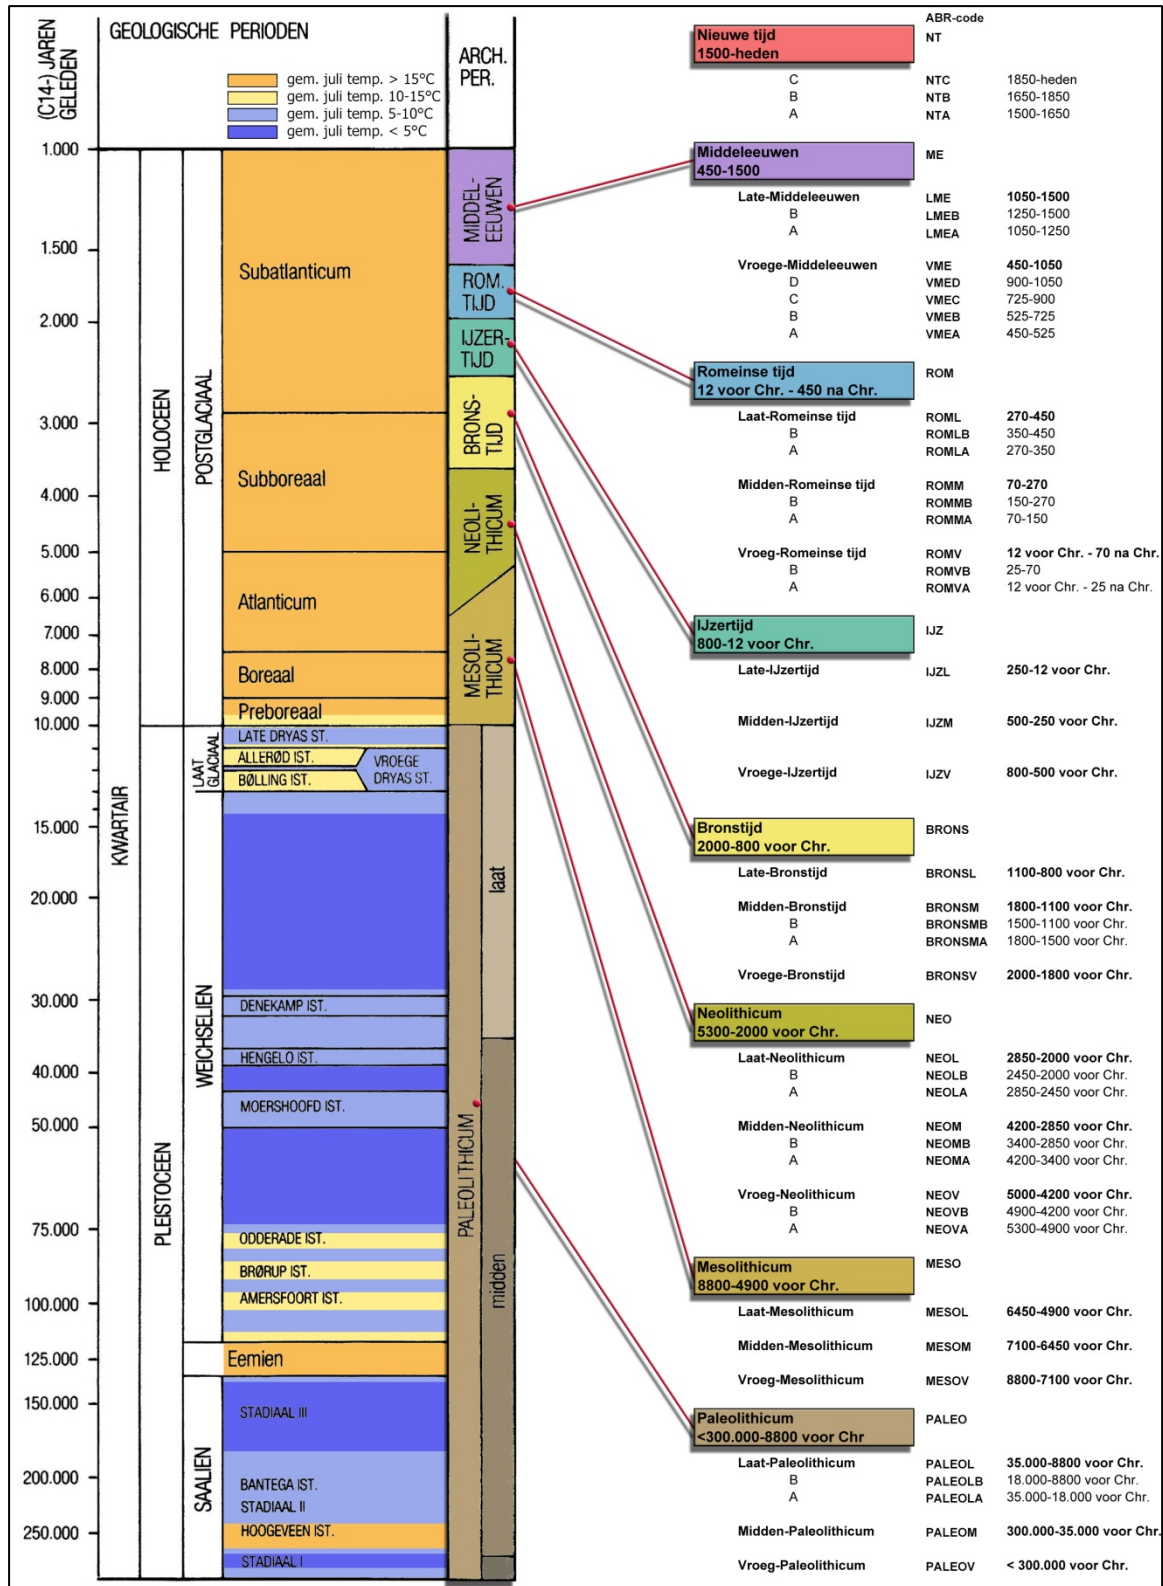 GEOLOGISCHE PERIODEN
(C14-) JAREN
GELEDEN
gem. juli temp. > 15°C
gem. juli temp. 10-15°C
gem. juli temp. 5-10°C
gem. juli temp. < 5°C
ARCH.
PER.
1.000
1.500
2.000
3.000
4.000
5.000
6.000
7.000
8.000
9.000
10.000
15.000
20.000
30.000
40.000
50.000
75.000
100.000
125.000
150.000
200.000
250.000
KWARTAIR
HOLOCEEN
PLEISTOCEEN
POSTGLACIAAL
LAAT
GLACIAAL
WEICHSELIEN
SAALIEN
Subatlanticum
Subboreaal
Atlanticum
Boreaal
Preboreaal
LATE DRYAS ST.
ALLERØD IST.
VROEGE
DRYAS ST.
BØLLING IST.
DENEKAMP IST.
HENGELO IST.
MOERSHOOFD IST.
ODDERADE IST.
BRØRUP IST.
AMERSFOORT IST.
Eemien
STADIAAL III
BANTEGA IST.
STADIAAL II
HOOGEVEEN IST.
STADIAAL I
MIDDEL-
EEUWEN
ROM.
TIJD
IJZER-
TIJD
BRONS-
TIJD
NEOLI-
THICUM
MESOLI-
THICUM
PALEOLITHICUM
laat
midden
ABR-code
Nieuwe tijd NT
1500-heden
C NTC 1850-heden
B NTB 1650-1850
A NTA 1500-1650
Middeleeuwen ME
450-1500
Late-Middeleeuwen LME 1050-1500
B LMEB 1250-1500
A LMEA 1050-1250
Vroege-Middeleeuwen VME 450-1050
D VMED 900-1050
C VMEC 725-900
B VMEB 525-725
A VMEA 450-525
Romeinse tijd ROM
12 voor Chr. - 450 na Chr.
Laat-Romeinse tijd ROML 270-450
B ROMLB 350-450
A ROMLA 270-350
Midden-Romeinse tijd ROMM 70-270
B ROMMB 150-270
A ROMMA 70-150
Vroeg-Romeinse tijd ROMV 12 voor Chr. - 70 na Chr.
B ROMVB 25-70
A ROMVA 12 voor Chr. - 25 na Chr.
IJzertijd IJZ
800-12 voor Chr.
Late-IJzertijd IJZL 250-12 voor Chr.
Midden-IJzertijd IJZM 500-250 voor Chr.
Vroege-IJzertijd IJZV 800-500 voor Chr.
Bronstijd BRONS
2000-800 voor Chr.
Late-Bronstijd BRONSL 1100-800 voor Chr.
Midden-Bronstijd BRONSM 1800-1100 voor Chr.
B BRONSMB 1500-1100 voor Chr.
A BRONSMA 1800-1500 voor Chr.
Vroege-Bronstijd BRONSV 2000-1800 voor Chr.
Neolithicum NEO
5300-2000 voor Chr.
Laat-Neolithicum NEOL 2850-2000 voor Chr.
B NEOLB 2450-2000 voor Chr.
A NEOLA 2850-2450 voor Chr.
Midden-Neolithicum NEOM 4200-2850 voor Chr.
B NEOMB 3400-2850 voor Chr.
A NEOMA 4200-3400 voor Chr.
Vroeg-Neolithicum NEOV 5000-4200 voor Chr.
B NEOVB 4900-4200 voor Chr.
A NEOVA 5300-4900 voor Chr.
Mesolithicum MESO
8800-4900 voor Chr.
Laat-Mesolithicum MESOL 6450-4900 voor Chr.
Midden-Mesolithicum MESOM 7100-6450 voor Chr.
Vroeg-Mesolithicum MESOV 8800-7100 voor Chr.
Paleolithicum PALEO
<300.000-8800 voor Chr
Laat-Paleolithicum PALEOL 35.000-8800 voor Chr.
B PALEOLB 18.000-8800 voor Chr.
A PALEOLA 35.000-18.000 voor Chr.
Midden-Paleolithicum PALEOM 300.000-35.000 voor Chr.
Vroeg-Paleolithicum PALEOV < 300.000 voor Chr.